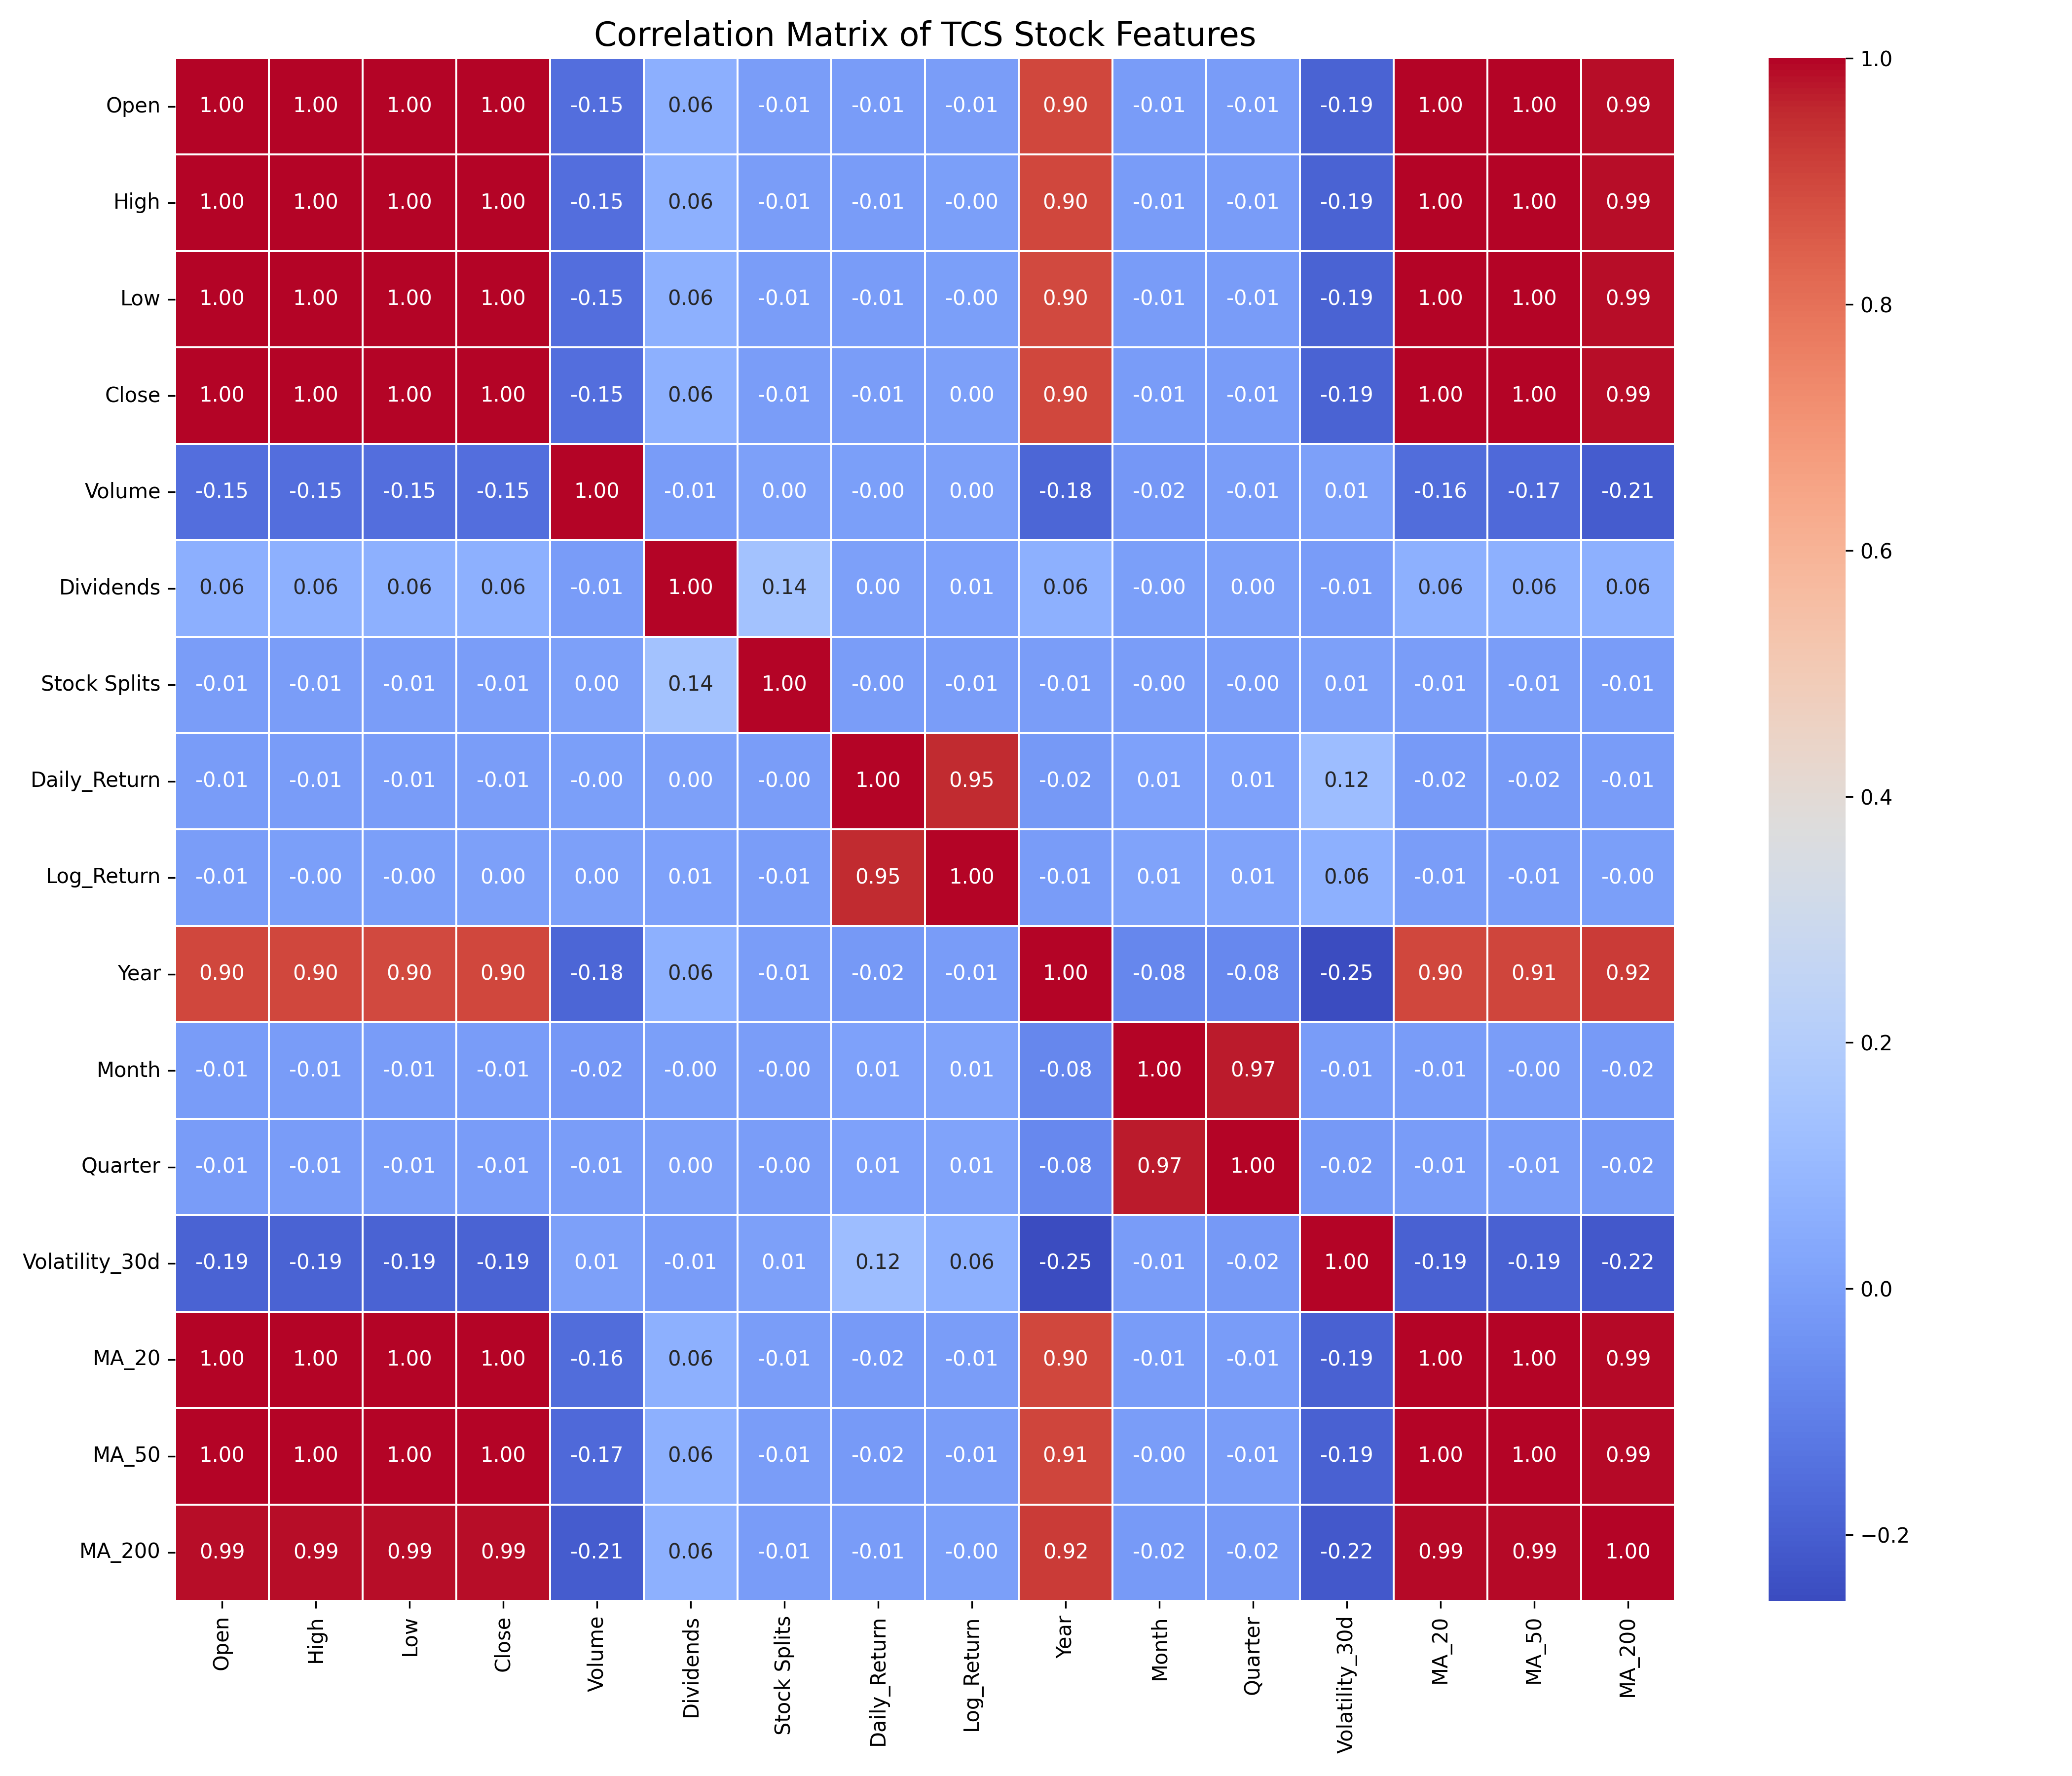 Correlation Matrix of TCS Stock Features
Open 1.00 1.00 1.00 1.00 -0.15 0.06 -0.01 -0.01 -0.01 0.90 -0.01 -0.01 -0.19 1.00 1.00 0.99
High 1.00 1.00 1.00 1.00 -0.15 0.06 -0.01 -0.01 -0.00 0.90 -0.01 -0.01 -0.19 1.00 1.00 0.99
Low 1.00 1.00 1.00 1.00 -0.15 0.06 -0.01 -0.01 -0.00 0.90 -0.01 -0.01 -0.19 1.00 1.00 0.99
Close 1.00 1.00 1.00 1.00 -0.15 0.06 -0.01 -0.01 0.00 0.90 -0.01 -0.01 -0.19 1.00 1.00 0.99
Volume -0.15 -0.15 -0.15 -0.15 1.00 -0.01 0.00 -0.00 0.00 -0.18 -0.02 -0.01 0.01 -0.16 -0.17 -0.21
Dividends 0.06 0.06 0.06 0.06 -0.01 1.00 0.14 0.00 0.01 0.06 -0.00 0.00 -0.01 0.06 0.06 0.06
Stock Splits -0.01 -0.01 -0.01 -0.01 0.00 0.14 1.00 -0.00 -0.01 -0.01 -0.00 -0.00 0.01 -0.01 -0.01 -0.01
Daily_Return -0.01 -0.01 -0.01 -0.01 -0.00 0.00 -0.00 1.00 0.95 -0.02 0.01 0.01 0.12 -0.02 -0.02 -0.01
Log_Return -0.01 -0.00 -0.00 0.00 0.00 0.01 -0.01 0.95 1.00 -0.01 0.01 0.01 0.06 -0.01 -0.01 -0.00
Year 0.90 0.90 0.90 0.90 -0.18 0.06 -0.01 -0.02 -0.01 1.00 -0.08 -0.08 -0.25 0.90 0.91 0.92
Month -0.01 -0.01 -0.01 -0.01 -0.02 -0.00 -0.00 0.01 0.01 -0.08 1.00 0.97 -0.01 -0.01 -0.00 -0.02
Quarter -0.01 -0.01 -0.01 -0.01 -0.01 0.00 -0.00 0.01 0.01 -0.08 0.97 1.00 -0.02 -0.01 -0.01 -0.02
Volatility_30d -0.19 -0.19 -0.19 -0.19 0.01 -0.01 0.01 0.12 0.06 -0.25 -0.01 -0.02 1.00 -0.19 -0.19 -0.22
MA_20 1.00 1.00 1.00 1.00 -0.16 0.06 -0.01 -0.02 -0.01 0.90 -0.01 -0.01 -0.19 1.00 1.00 0.99
MA_50 1.00 1.00 1.00 1.00 -0.17 0.06 -0.01 -0.02 -0.01 0.91 -0.00 -0.01 -0.19 1.00 1.00 0.99
MA_200 0.99 0.99 0.99 0.99 -0.21 0.06 -0.01 -0.01 -0.00 0.92 -0.02 -0.02 -0.22 0.99 0.99 1.00
Open High Low Close Volume Dividends Stock Splits Daily_Return Log_Return Year Month Quarter Volatility_30d MA_20 MA_50 MA_200
1.0
0.8
0.6
0.4
0.2
0.0
−0.2